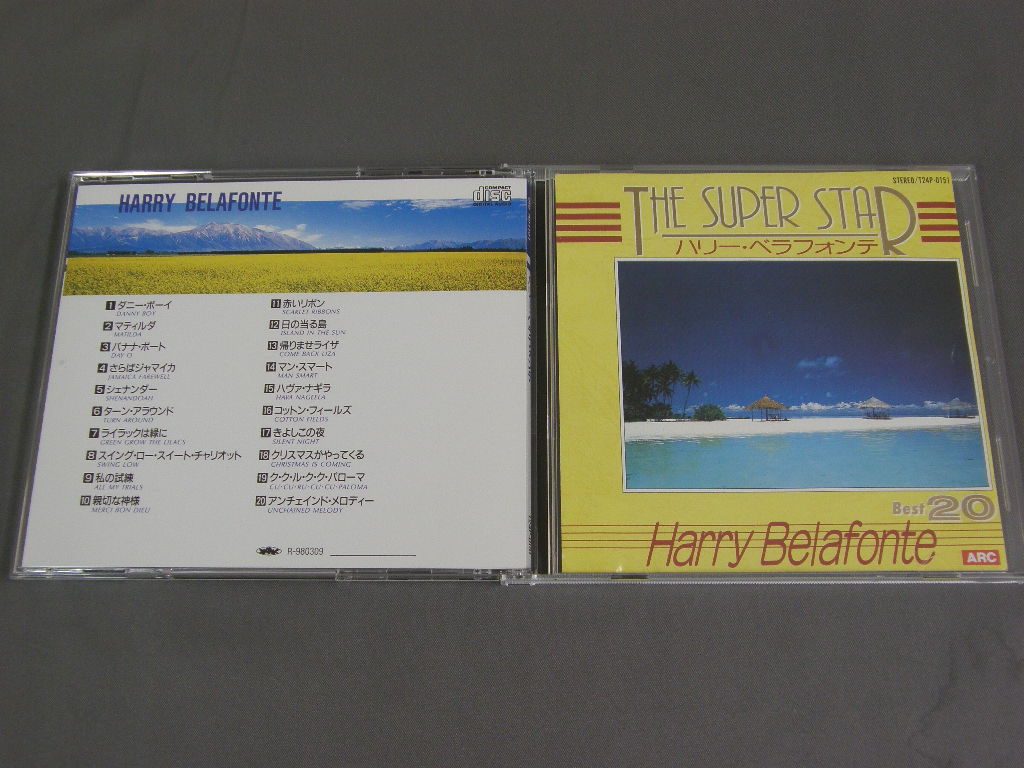 HARRY BELAFONTE
COMPACT
disc
DIGITAL AUDIO
1 ダニー・ボーイ
DANNY BOY
2 マティルダ
MATILDA
3 バナナ・ボート
DAY O
4 さらばジャマイカ
JAMAICA FAREWELL
5 シェナンダー
SHENANDOAH
6 ターン・アラウンド
TURN AROUND
7 ライラックは緑に
GREEN GROW THE LILACS
8 スイング・ロー・スイート・チャリオット
SWING LOW
9 私の試練
ALL MY TRIALS
10 親切な神様
MERCI BON DIEU
11 赤いリボン
SCARLET RIBBONS
12 日の当る島
ISLAND IN THE SUN
13 帰りませライザ
COME BACK LIZA
14 マン・スマート
MAN SMART
15 ハヴァ・ナギラ
HAVA NAGEELA
16 コットン・フィールズ
COTTON FIELDS
17 きよしこの夜
SILENT NIGHT
18 クリスマスがやってくる
CHRISTMAS IS COMING
19 ク・ク・ル・ク・ク・パローマ
CU・CU・RU・CU・CU・PALOMA
20 アンチェインド・メロディー
UNCHAINED MELODY
R-980309
STEREO/T24P-0151
THE SUPER STAR
ハリー・ベラフォンテ
Best 20
Harry Belafonte
ARC